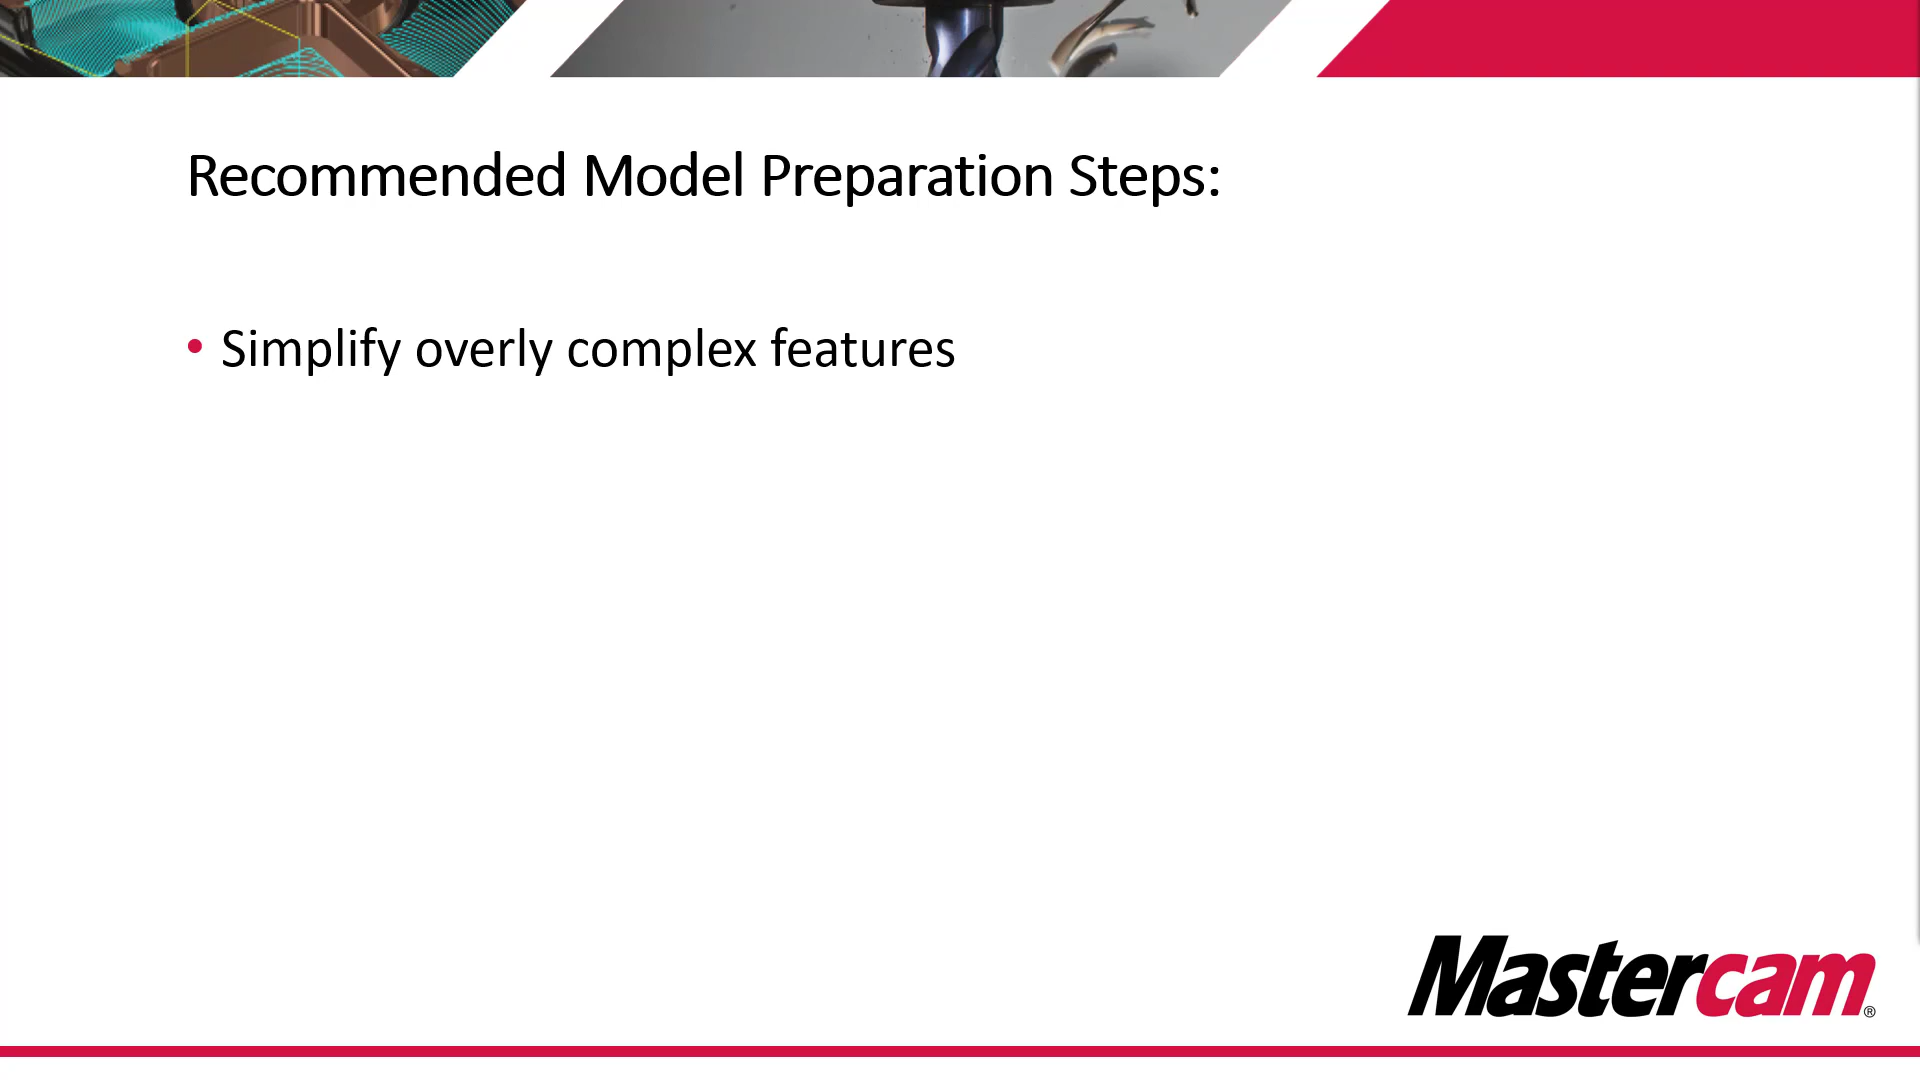 Recommended Model Preparation Steps:
• Simplify overly complex features
Mastercam®